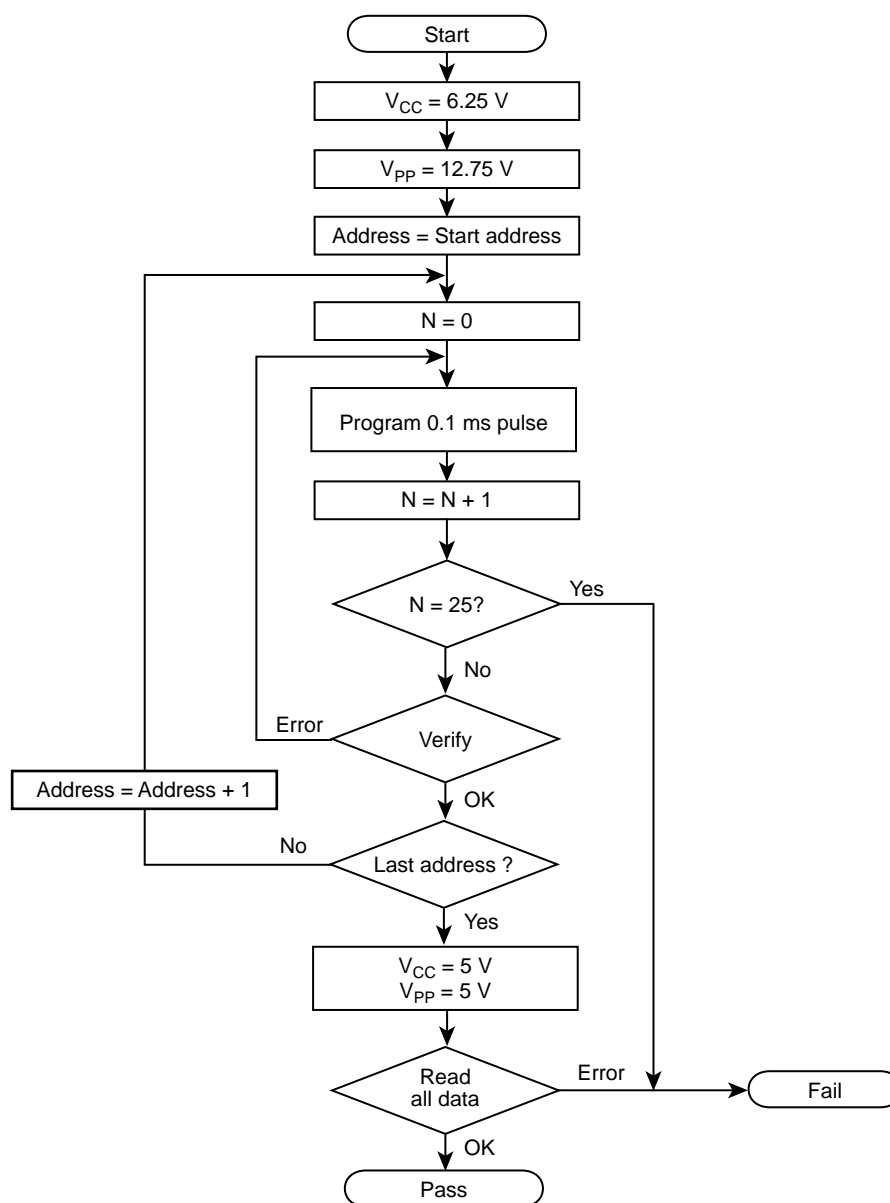 Start
VCC = 6.25 V
VPP = 12.75 V
Address = Start address
N = 0
Program 0.1 ms pulse
N = N + 1
N = 25?
Yes
No
Error
Verify
OK
Address = Address + 1
No
Last address ?
Yes
VCC = 5 V
VPP = 5 V
Read
all data
Error
Fail
OK
Pass